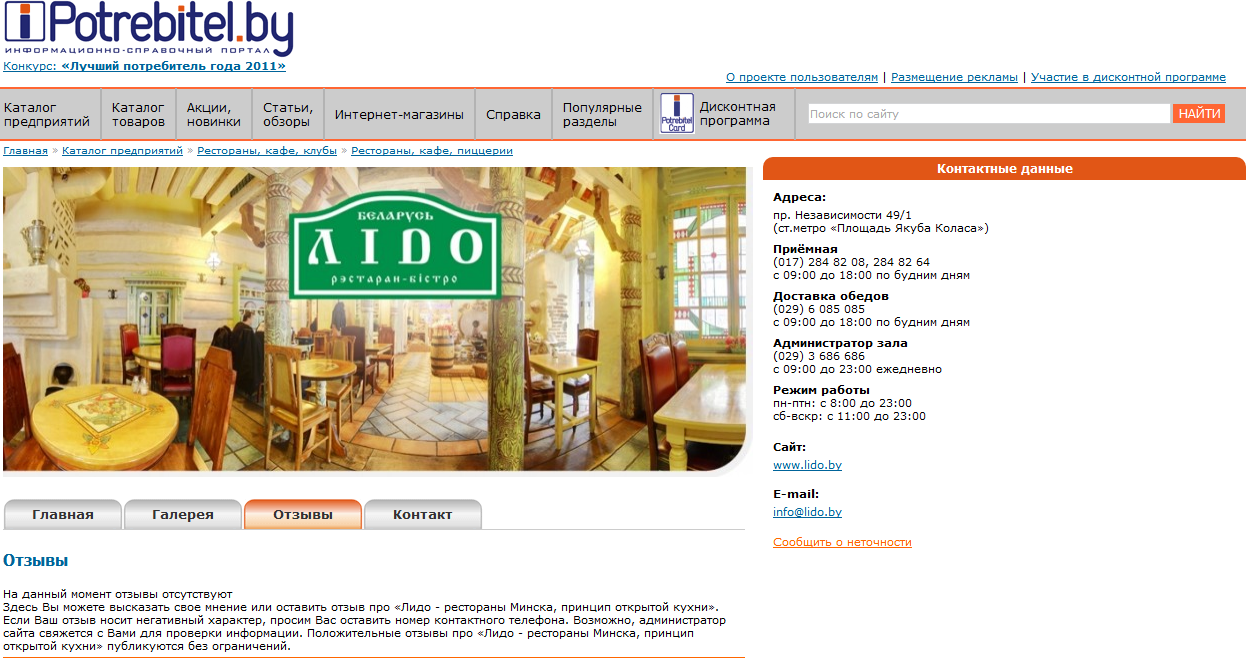 iPotrebitel.by
ИНФОРМАЦИОННО-СПРАВОЧНЫЙ ПОРТАЛ
Конкурс: «Лучший потребитель года 2011»
О проекте пользователям | Размещение рекламы | Участие в дисконтной программе
Каталог предприятий
Каталог товаров
Акции, новинки
Статьи, обзоры
Интернет-магазины
Справка
Популярные разделы
Potrebitel Card
Дисконтная программа
Поиск по сайту
НАЙТИ
Главная » Каталог предприятий » Рестораны, кафе, клубы » Рестораны, кафе, пиццерии
БЕЛАРУСЬ
ЛIDO
рэстаран-бістро
Главная
Галерея
Отзывы
Контакт
Отзывы
На данный момент отзывы отсутствуют
Здесь Вы можете высказать свое мнение или оставить отзыв про «Лидо - рестораны Минска, принцип открытой кухни».
Если Ваш отзыв носит негативный характер, просим Вас оставить номер контактного телефона. Возможно, администратор
сайта свяжется с Вами для проверки информации. Положительные отзывы про «Лидо - рестораны Минска, принцип
открытой кухни» публикуются без ограничений.
Контактные данные
Адреса:
пр. Независимости 49/1
(ст.метро «Площадь Якуба Коласа»)
Приёмная
(017) 284 82 08, 284 82 64
с 09:00 до 18:00 по будним дням
Доставка обедов
(029) 6 085 085
с 09:00 до 18:00 по будним дням
Администратор зала
(029) 3 686 686
с 09:00 до 23:00 ежедневно
Режим работы
пн-птн: с 8:00 до 23:00
сб-вскр: с 11:00 до 23:00
Сайт:
www.lido.by
E-mail:
info@lido.by
Сообщить о неточности